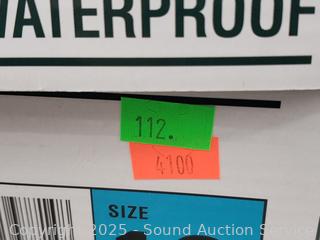 WATERPROOF
112.
4100
SIZE
Copyright 2025 - Sound Auction Service